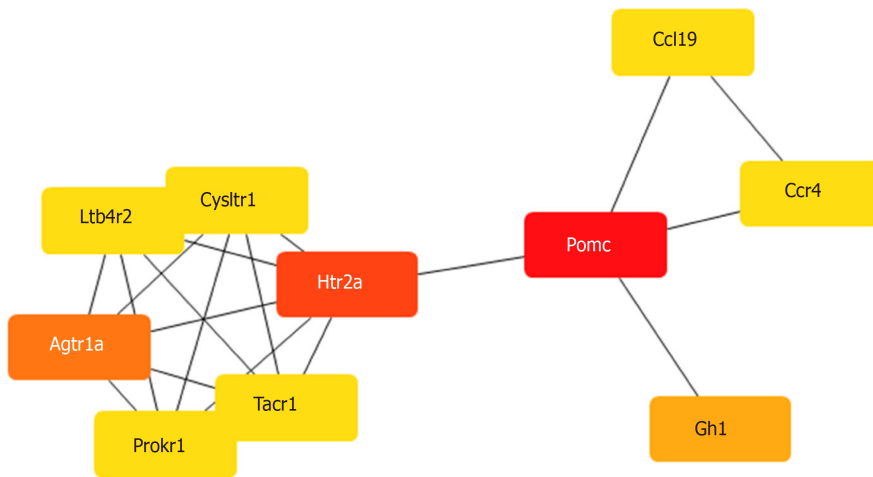 Ccl19
Ccr4
Cysltr1
Ltb4r2
Pomc
Htr2a
Agtr1a
Tacr1
Gh1
Prokr1